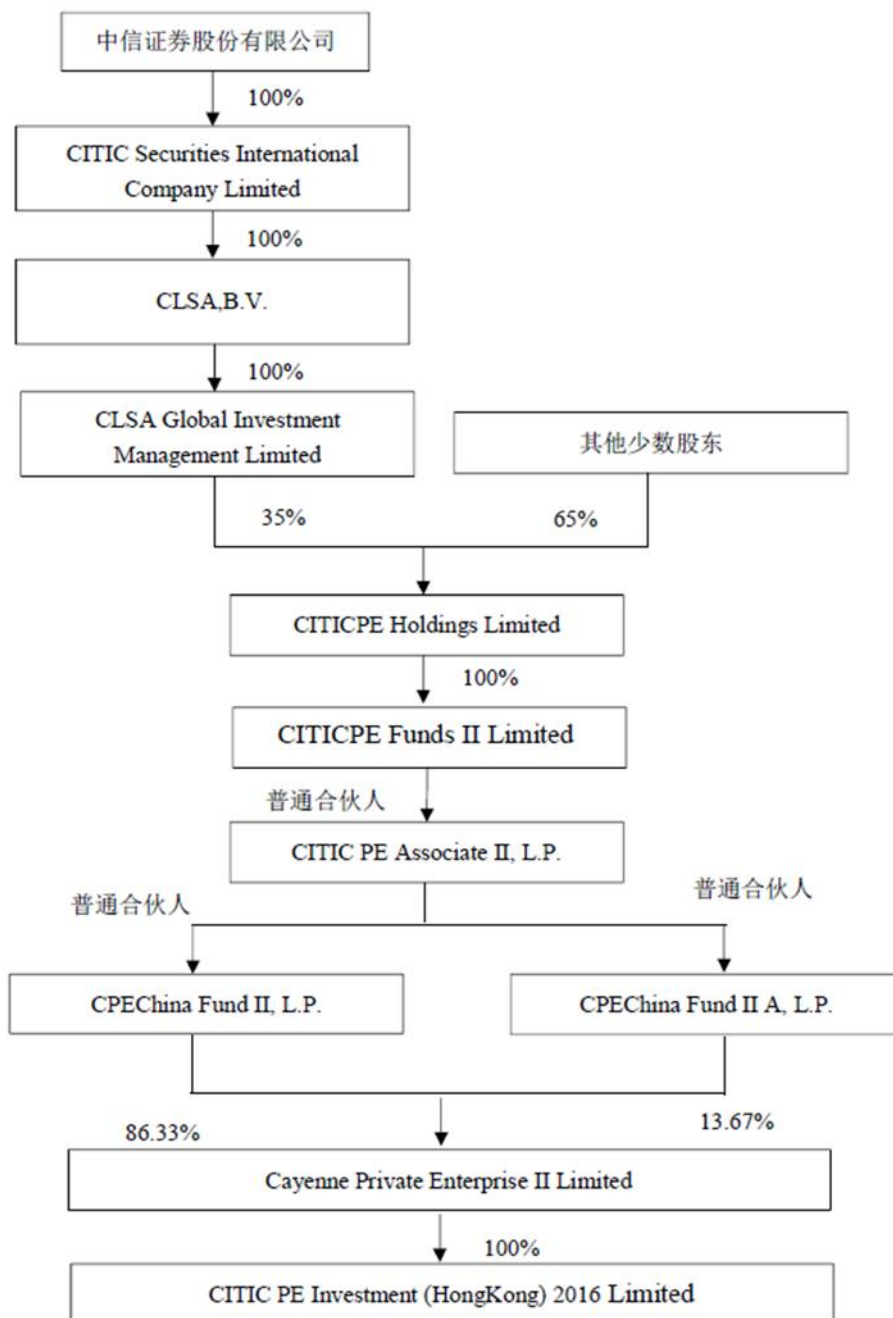 中信证券股份有限公司
100%
CITIC Securities International
Company Limited
100%
CLSA,B.V.
100%
CLSA Global Investment
Management Limited
其他少数股东
35%
65%
CITICPE Holdings Limited
100%
CITICPE Funds II Limited
普通合伙人
CITIC PE Associate II, L.P.
普通合伙人
普通合伙人
CPEChina Fund II, L.P.
CPEChina Fund II A, L.P.
86.33%
13.67%
Cayenne Private Enterprise II Limited
100%
CITIC PE Investment (HongKong) 2016 Limited